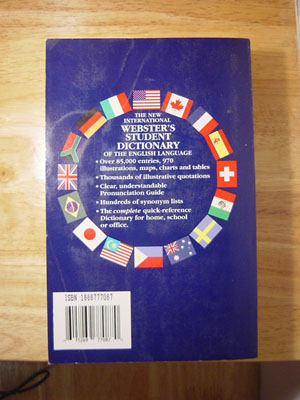 THE NEW
INTERNATIONAL
WEBSTER'S
STUDENT
DICTIONARY
OF THE ENGLISH LANGUAGE
• Over 85,000 entries, 970
illustrations, maps, charts and tables
• Thousands of illustrative quotations
• Clear, understandable
Pronunciation Guide
• Hundreds of synonym lists
• The complete quick-reference
Dictionary for home, school
or office.
ISBN 1888777087